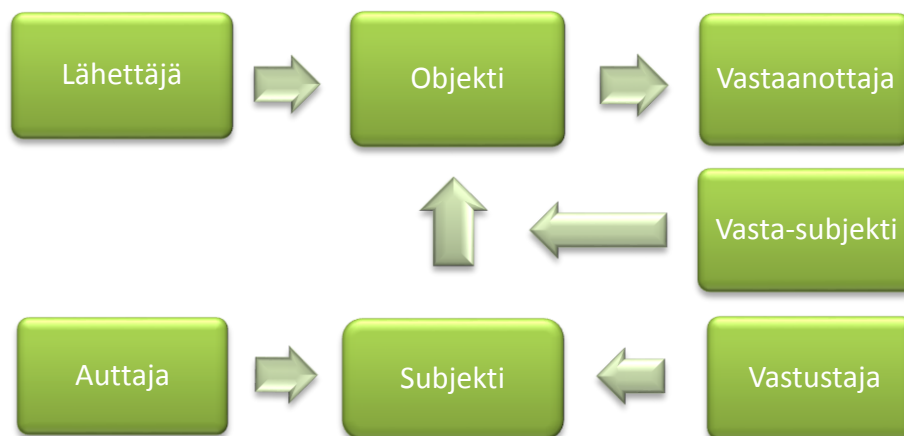 Lähettäjä
Objekti
Vastaanottaja
Vasta-subjekti
Auttaja
Subjekti
Vastustaja